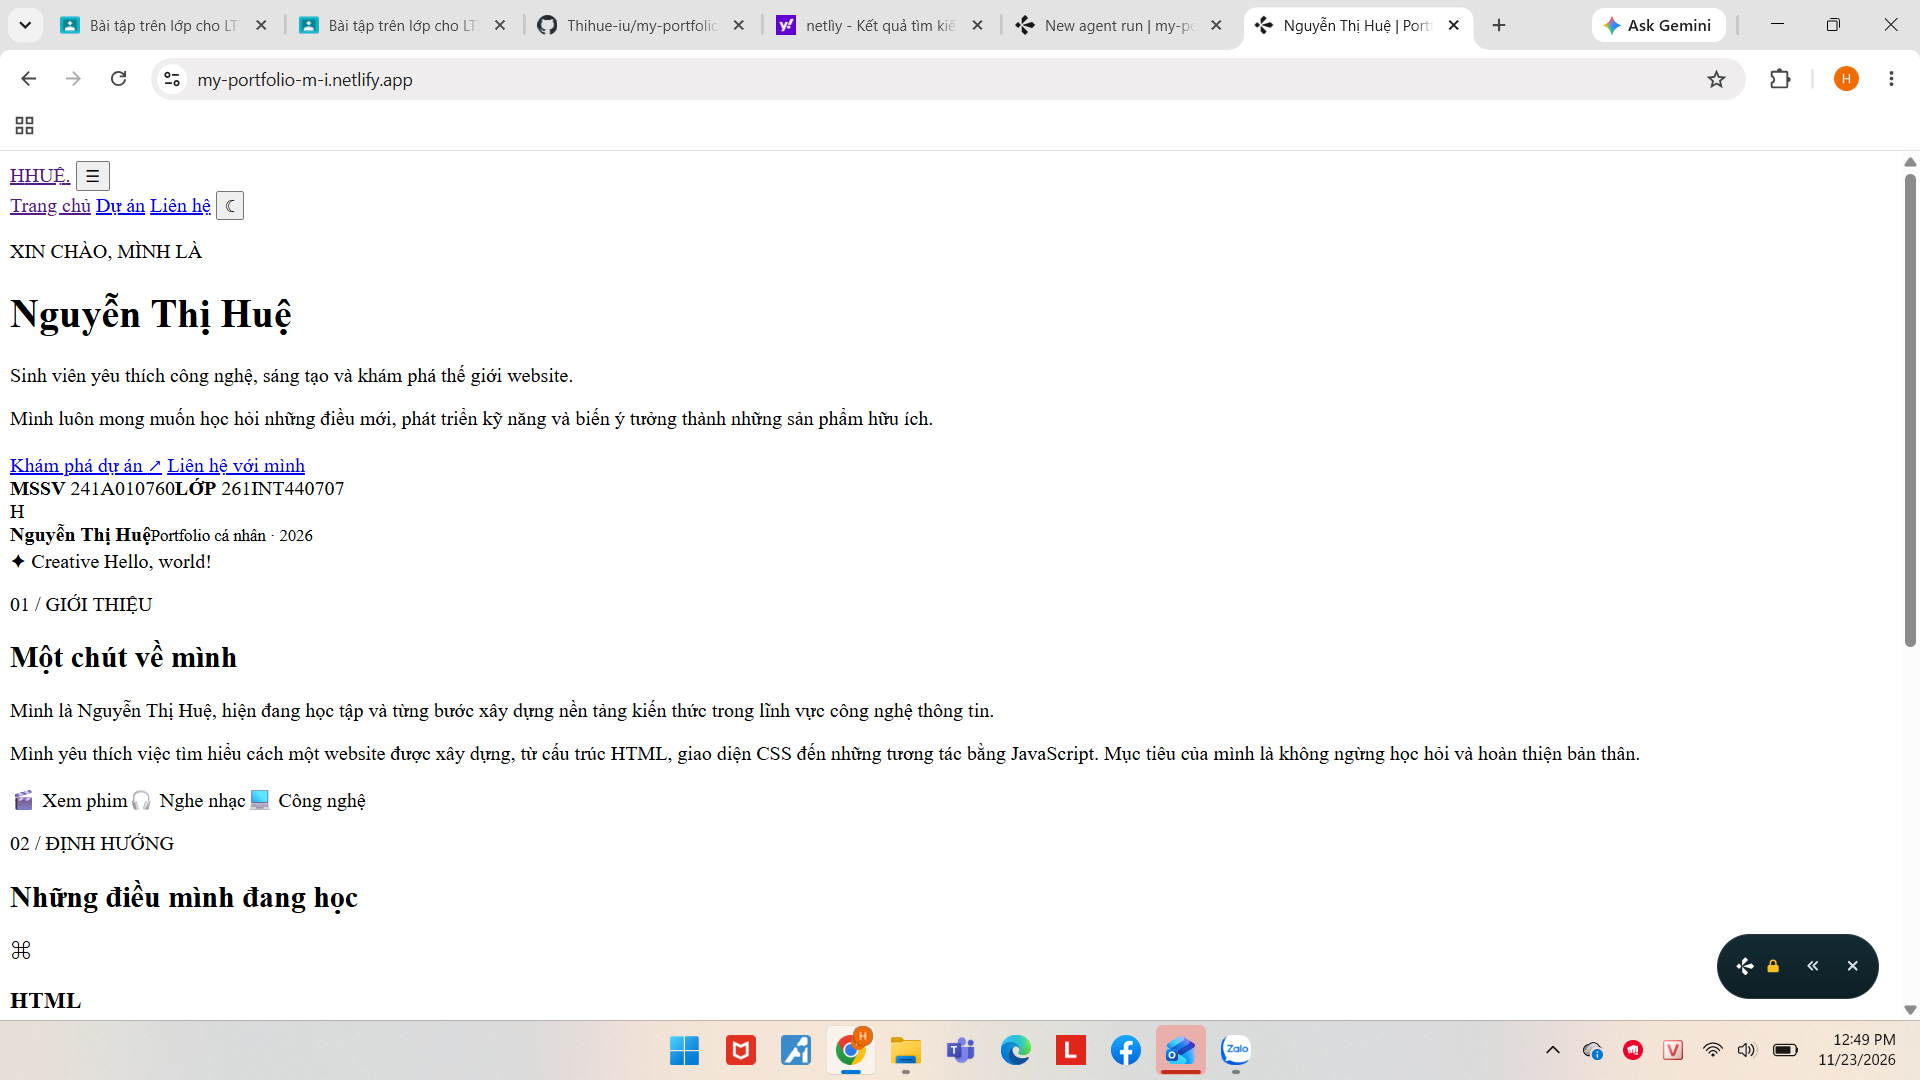 Bài tập trên lớp cho LT
Bài tập trên lớp cho LT
Thihue-iu/my-portfolio
netlìy - Kết quả tìm kiế
New agent run | my-po
Nguyễn Thị Huệ | Port
Ask Gemini
my-portfolio-m-i.netlify.app
H
HHUỆ. ☰
Trang chủ Dự án Liên hệ ☾
XIN CHÀO, MÌNH LÀ
Nguyễn Thị Huệ
Sinh viên yêu thích công nghệ, sáng tạo và khám phá thế giới website.
Mình luôn mong muốn học hỏi những điều mới, phát triển kỹ năng và biến ý tưởng thành những sản phẩm hữu ích.
Khám phá dự án ↗ Liên hệ với mình
MSSV 241A010760LỚP 261INT440707
H
Nguyễn Thị HuệPortfolio cá nhân · 2026
✦ Creative Hello, world!
01 / GIỚI THIỆU
Một chút về mình
Mình là Nguyễn Thị Huệ, hiện đang học tập và từng bước xây dựng nền tảng kiến thức trong lĩnh vực công nghệ thông tin.
Mình yêu thích việc tìm hiểu cách một website được xây dựng, từ cấu trúc HTML, giao diện CSS đến những tương tác bằng JavaScript. Mục tiêu của mình là không ngừng học hỏi và hoàn thiện bản thân.
🎬 Xem phim🎧 Nghe nhạc💻 Công nghệ
02 / ĐỊNH HƯỚNG
Những điều mình đang học
⌘
HTML
Zalo
12:49 PM
11/23/2026